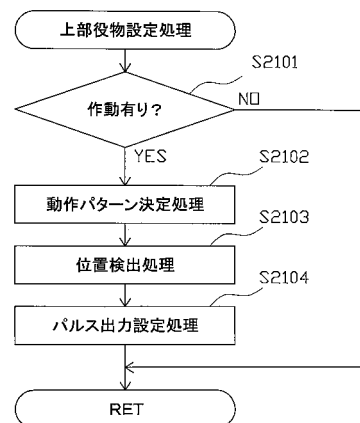 上部役物設定処理
S2101
作動有り?
NO
YES
S2102
動作パターン決定処理
S2103
位置検出処理
S2104
パルス出力設定処理
RET